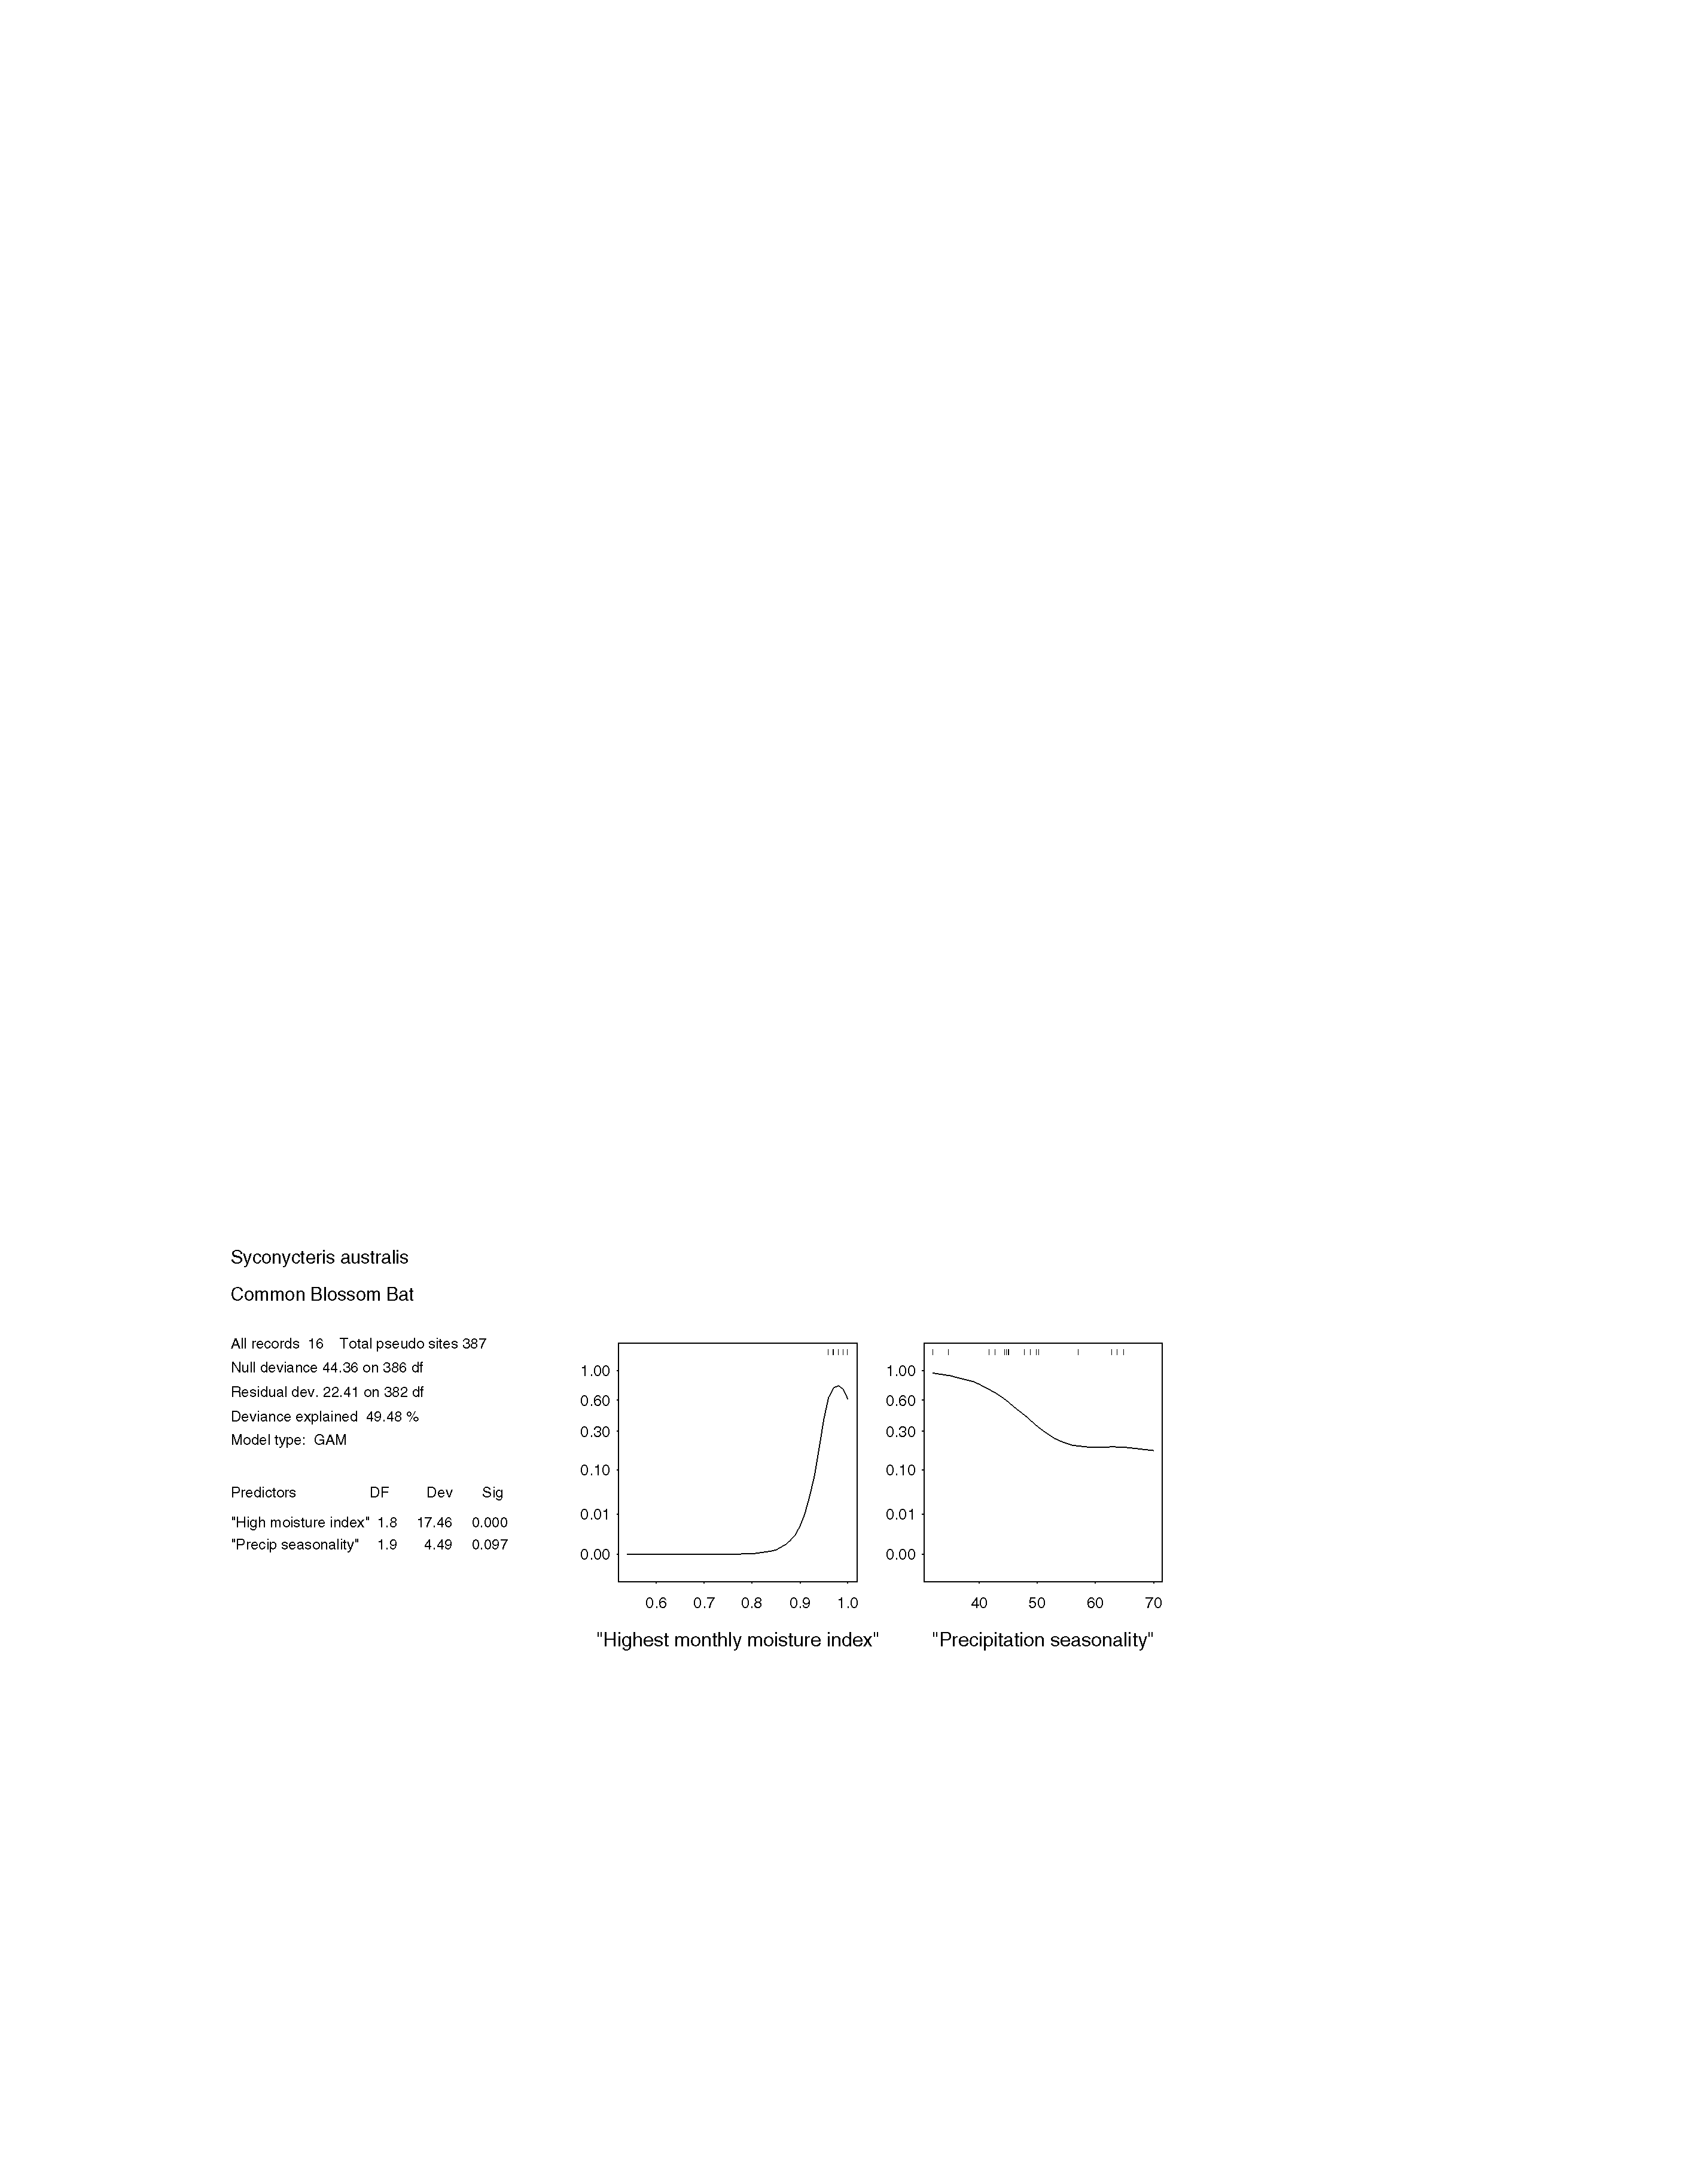 Syconycteris australis
Common Blossom Bat
All records  16    Total pseudo sites 387
Null deviance 44.36 on 386 df
Residual dev. 22.41 on 382 df
Deviance explained  49.48 %
Model type:  GAM
Predictors DF Dev Sig
"High moisture index" 1.8 17.46 0.000
"Precip seasonality" 1.9 4.49 0.097
1.00
0.60
0.30
0.10
0.01
0.00
0.6 0.7 0.8 0.9 1.0
"Highest monthly moisture index"
1.00
0.60
0.30
0.10
0.01
0.00
40 50 60 70
"Precipitation seasonality"